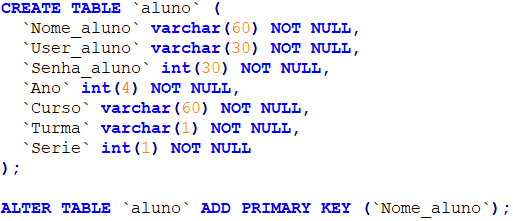 CREATE TABLE `aluno` (
  `Nome_aluno` varchar(60) NOT NULL,
  `User_aluno` varchar(30) NOT NULL,
  `Senha_aluno` int(30) NOT NULL,
  `Ano` int(4) NOT NULL,
  `Curso` varchar(60) NOT NULL,
  `Turma` varchar(1) NOT NULL,
  `Serie` int(1) NOT NULL
);
ALTER TABLE `aluno` ADD PRIMARY KEY (`Nome_aluno`);